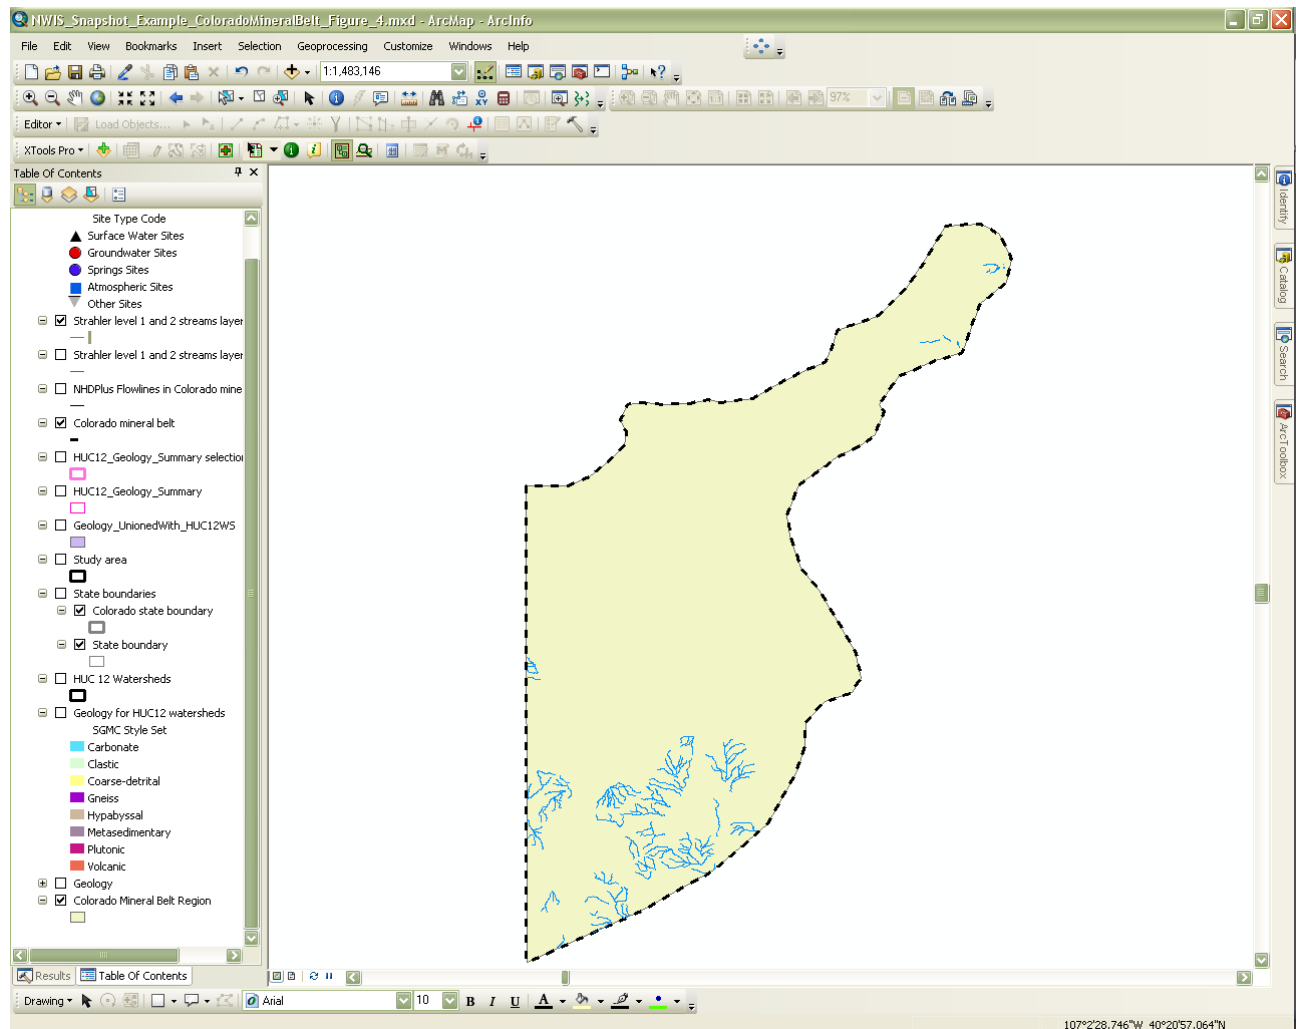 NWIS_Snapshot_Example_ColoradoMineralBelt_Figure_4.mxd - ArcMap - ArcInfo
File Edit View Bookmarks Insert Selection Geoprocessing Customize Windows Help
1:1,483,146
97%
Editor Load Objects...
XTools Pro
Table Of Contents
Site Type Code
Surface Water Sites
Groundwater Sites
Springs Sites
Atmospheric Sites
Other Sites
Strahler level 1 and 2 streams layer
Strahler level 1 and 2 streams layer
NHDPlus Flowlines in Colorado mine
Colorado mineral belt
HUC12_Geology_Summary selection
HUC12_Geology_Summary
Geology_UnionedWith_HUC12WS
Study area
State boundaries
Colorado state boundary
State boundary
HUC 12 Watersheds
Geology for HUC12 watersheds
SGMC Style Set
Carbonate
Clastic
Coarse-detrital
Gneiss
Hypabyssal
Metasedimentary
Plutonic
Volcanic
Geology
Colorado Mineral Belt Region
Results Table Of Contents
Identify
Catalog
Search
ArcToolbox
Drawing Arial 10 B I U A
107°2'28.746"W 40°20'57.064"N